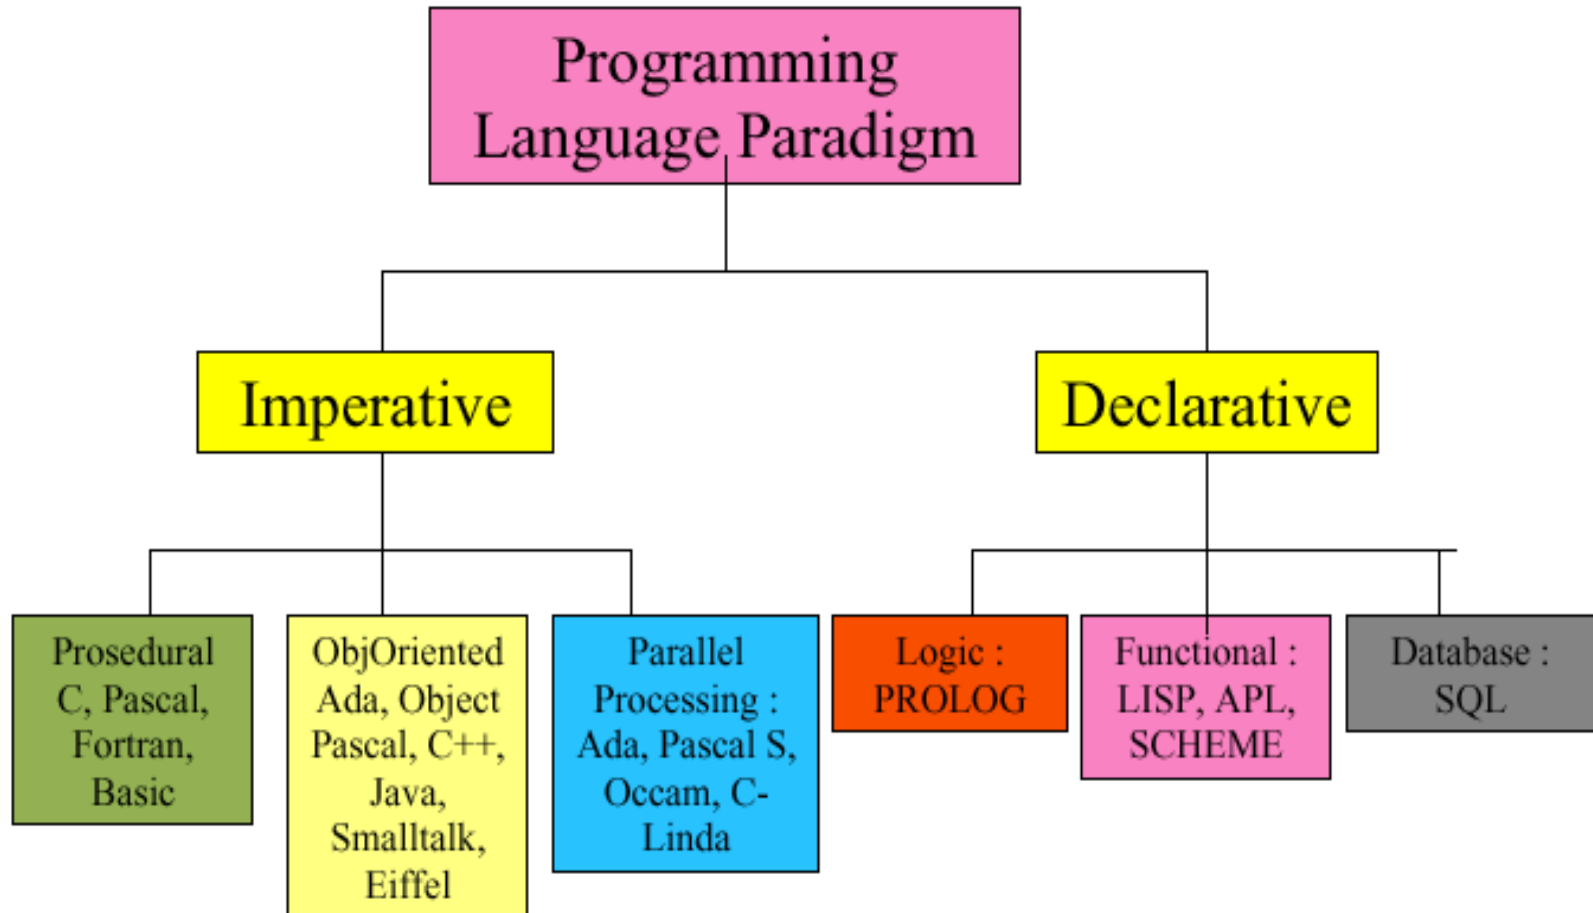 Programming
Language Paradigm
Imperative
Declarative
Prosedural
C, Pascal,
Fortran,
Basic
ObjOriented
Ada, Object
Pascal, C++,
Java,
Smalltalk,
Eiffel
Parallel
Processing :
Ada, Pascal S,
Occam, C-
Linda
Logic :
PROLOG
Functional :
LISP, APL,
SCHEME
Database :
SQL